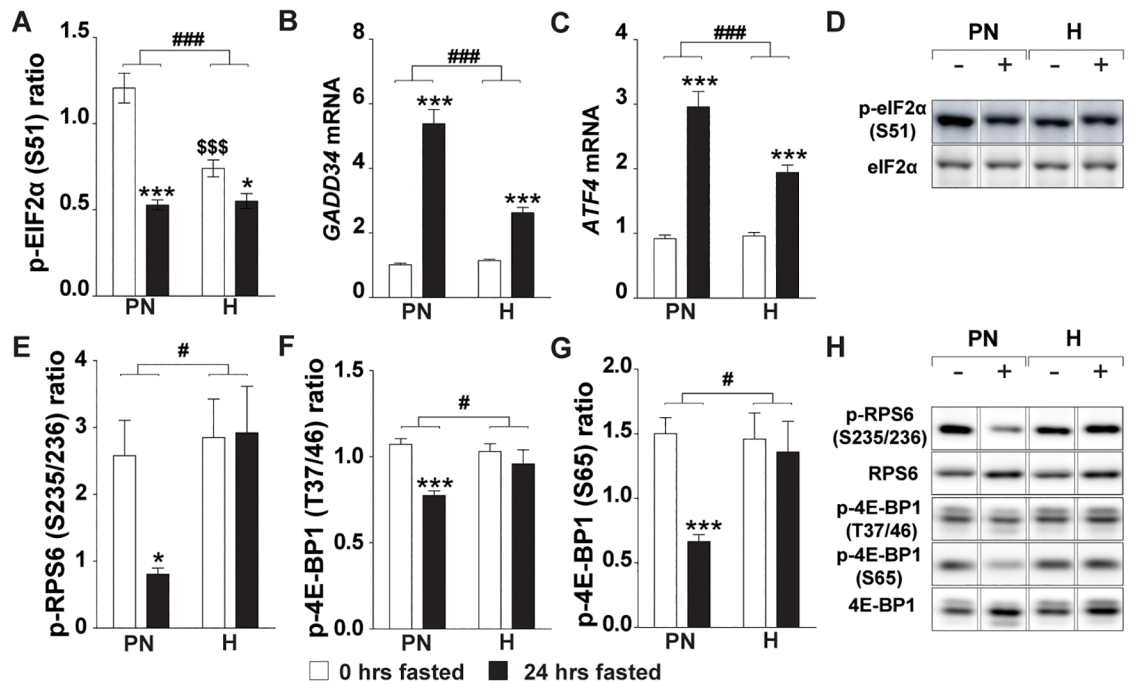 A
p-EIF2α (S51) ratio
1.5
1.2
0.9
0.6
0.5
0.0
###
***
$$$
*
PN H
B
GADD34 mRNA
8
6
4
2
0
###
***
***
PN H
C
ATF4 mRNA
4
3
2
1
0
###
***
***
PN H
D
PN H
- + - +
p-eIF2α
(S51)
eIF2α
E
p-RPS6 (S235/236) ratio
4
3
2
1
0
#
*
PN H
F
p-4E-BP1 (T37/46) ratio
1.5
1.0
0.5
0.0
#
***
PN H
G
p-4E-BP1 (S65) ratio
2.0
1.5
1.0
0.5
0.0
#
***
PN H
H
PN H
- + - +
p-RPS6
(S235/236)
RPS6
p-4E-BP1
(T37/46)
p-4E-BP1
(S65)
4E-BP1
0 hrs fasted 24 hrs fasted